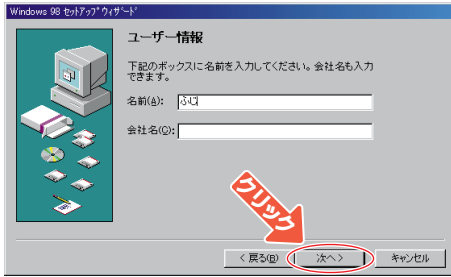 Windows 98 ｾｯﾄｱｯﾌﾟ ｳｨｻﾞｰﾄﾞ
ユーザー情報
下記のボックスに名前を入力してください。会社名も入力
できます。
名前(A): ふじ
会社名(O):
クリック
< 戻る(B) 次へ > キャンセル